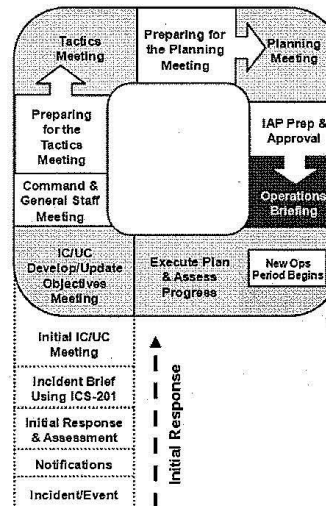 Tactics
Meeting
Preparing for
the Planning
Meeting
Planning
Meeting
Preparing
for the
Tactics
Meeting
IAP Prep &
Approval
Command &
General Staff
Meeting
Operations
Briefing
IC/UC
Develop/Update
Objectives
Meeting
Execute Plan
& Assess
Progress
New Ops
Period Begins
Initial IC/UC
Meeting
Incident Brief
Using ICS-201
Initial Response
& Assessment
Notifications
Incident/Event
Initial Response